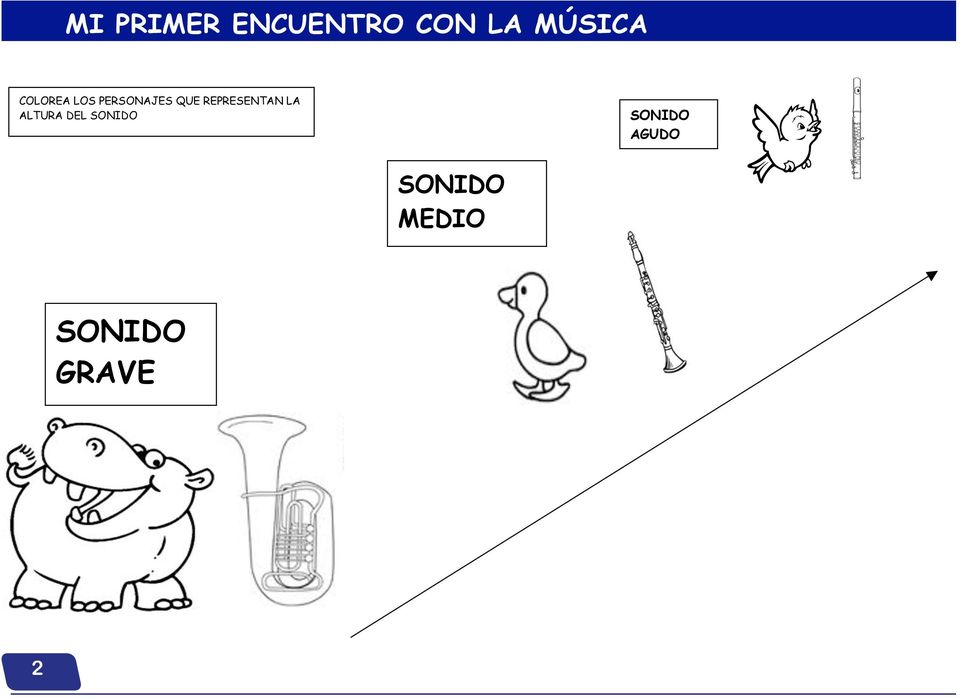 MI PRIMER ENCUENTRO CON LA MÚSICA
COLOREA LOS PERSONAJES QUE REPRESENTAN LA
ALTURA DEL SONIDO
SONIDO
AGUDO
SONIDO
MEDIO
SONIDO
GRAVE
2